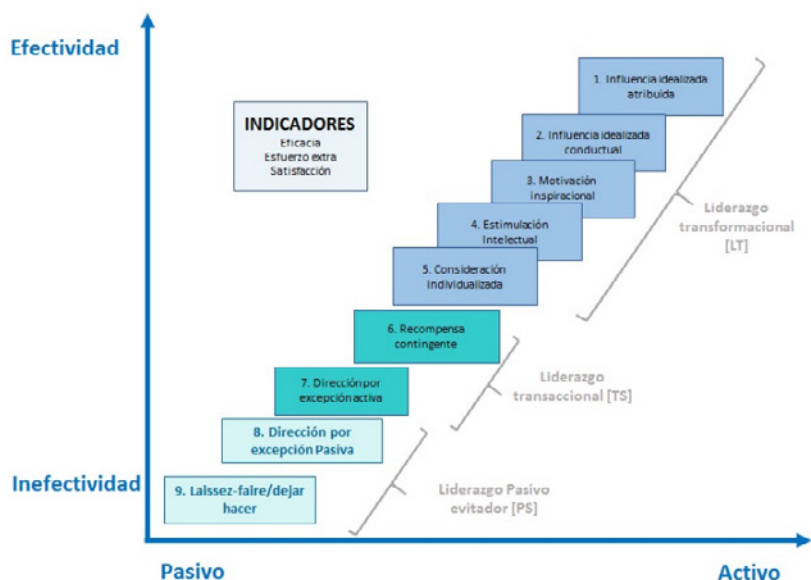 Efectividad
INDICADORES
Eficacia
Esfuerzo extra
Satisfacción
1. Influencia idealizada
atribuida
2. Influencia idealizada
conductual
3. Motivación
inspiracional
4. Estimulación
Intelectual
5. Consideración
individualizada
6. Recompensa
contingente
7. Dirección por
excepción activa
8. Dirección por
excepción Pasiva
9. Laissez-faire/dejar
hacer
Liderazgo
transformacional
[LT]
Liderazgo
transaccional [TS]
Liderazgo Pasivo
evitador [PS]
Inefectividad
Pasivo
Activo